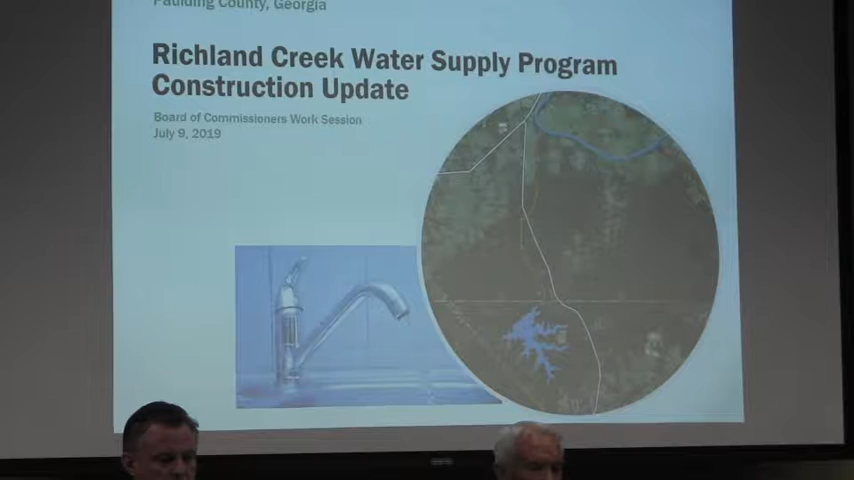 Paulding County, Georgia
Richland Creek Water Supply Program
Construction Update
Board of Commissioners Work Session
July 9, 2019